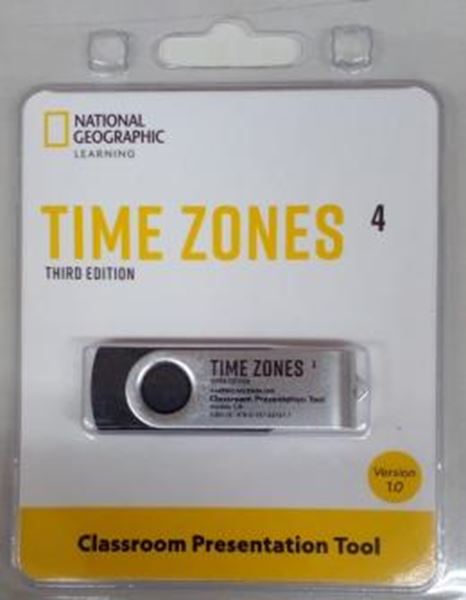 NATIONAL
GEOGRAPHIC
LEARNING
TIME ZONES 4
THIRD EDITION
TIME ZONES
Classroom Presentation Tool
Version
1.0
Classroom Presentation Tool